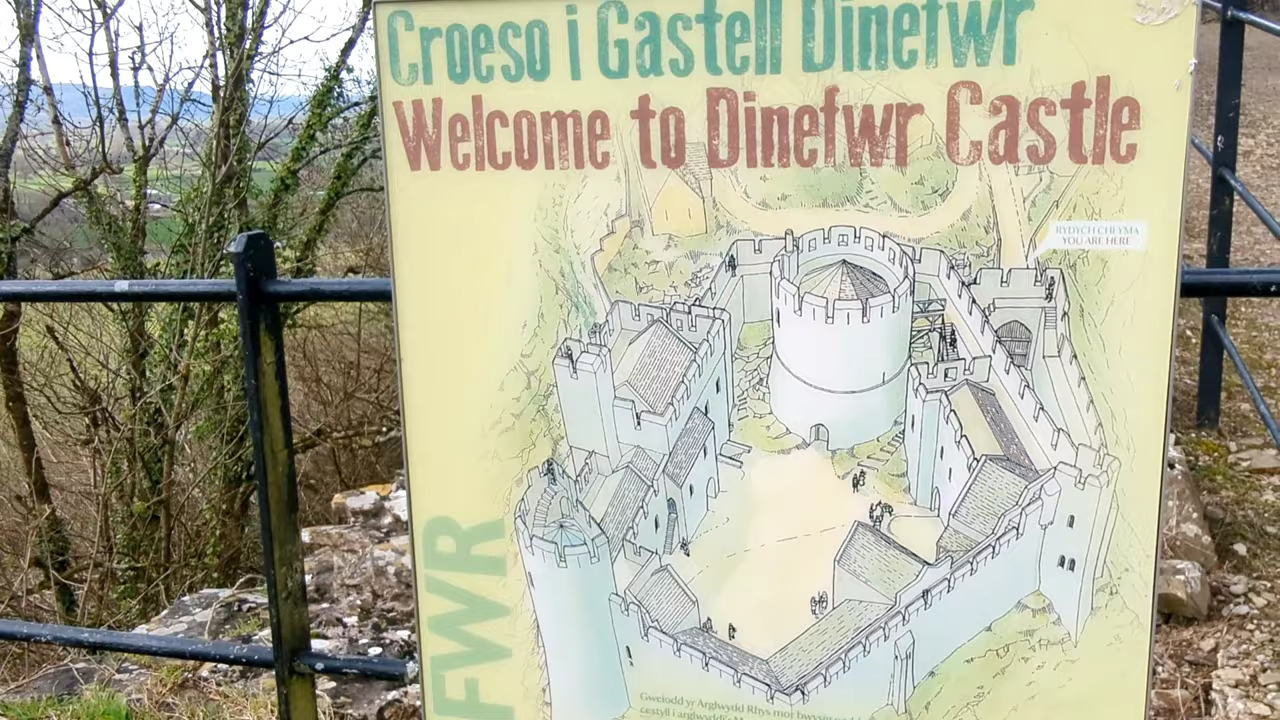 Croeso i Gastell Dinefwr
Welcome to Dinefwr Castle
RYDYCH CHI YMA
YOU ARE HERE
FWR
Gweiodd yr Arglwydd Rhys mor bwysig
cestyll i arglwyddi